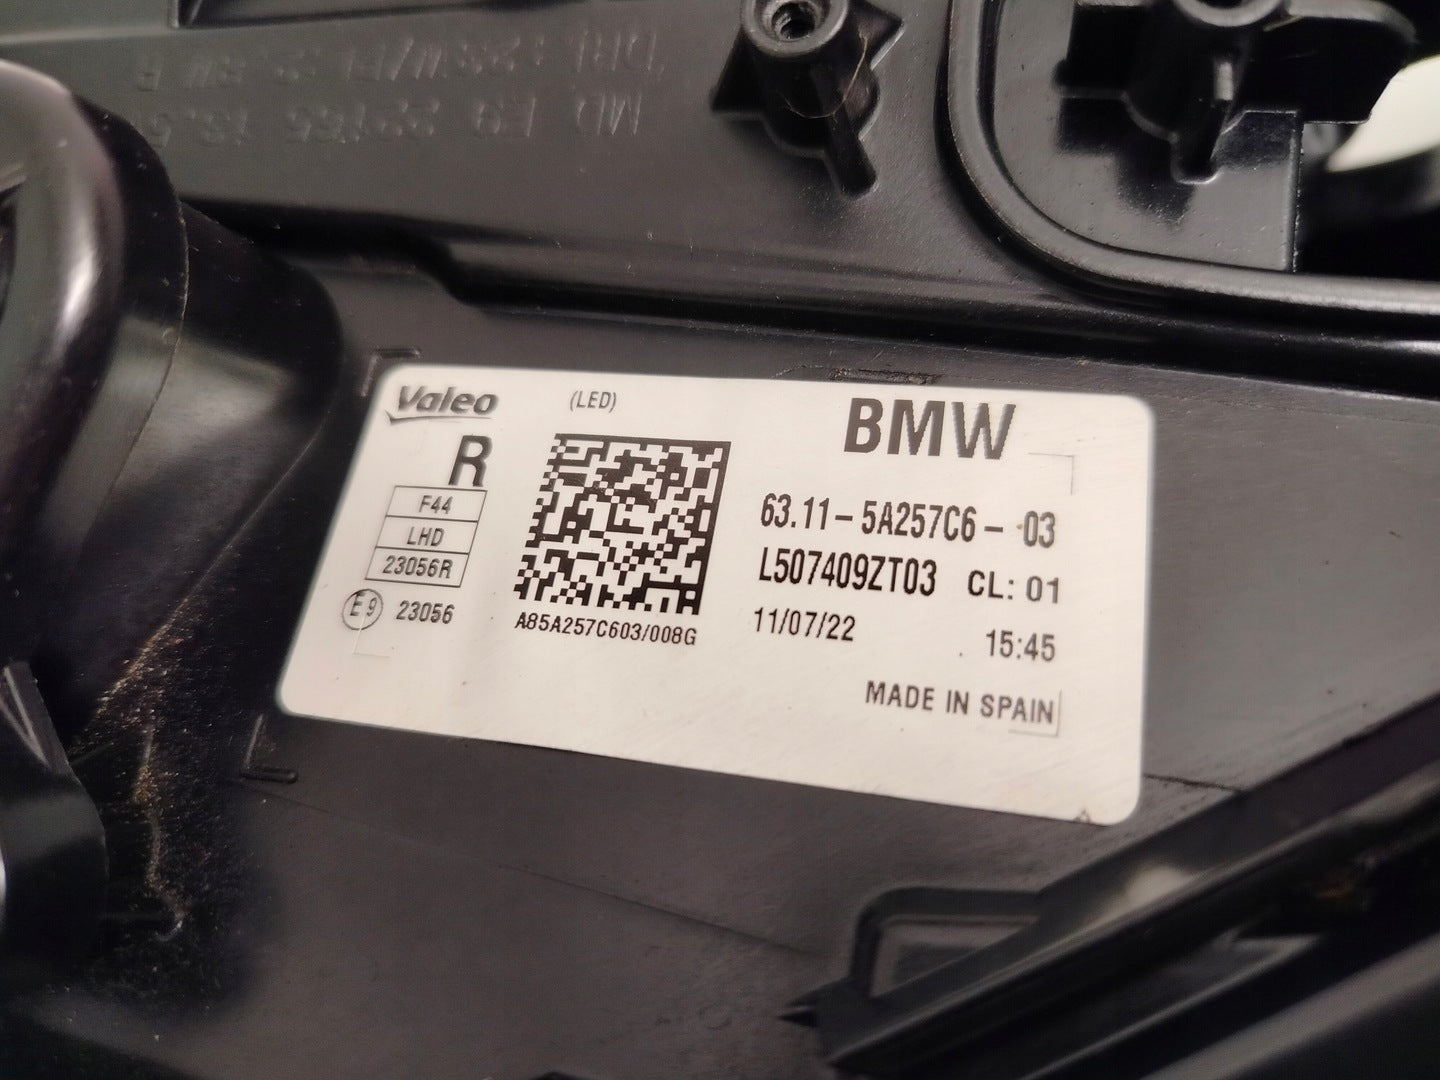 Valeo
(LED)
BMW
R
F44
LHD
23056R
E9 23056
A85A257C603/008G
63.11 - 5A257C6 - 03
L507409ZT03 CL: 01
11/07/22 15:45
MADE IN SPAIN